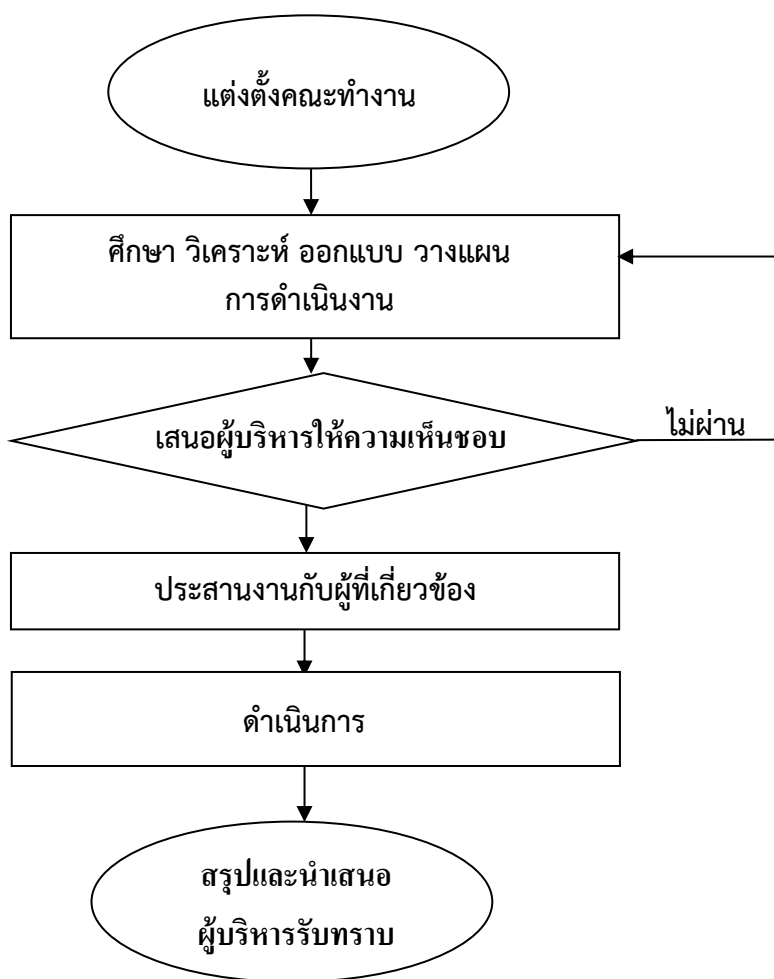 แต่งตั้งคณะทำงาน
ศึกษา วิเคราะห์ ออกแบบ วางแผน
การดำเนินงาน
เสนอผู้บริหารให้ความเห็นชอบ
ไม่ผ่าน
ประสานงานกับผู้ที่เกี่ยวข้อง
ดำเนินการ
สรุปและนำเสนอ
ผู้บริหารรับทราบ